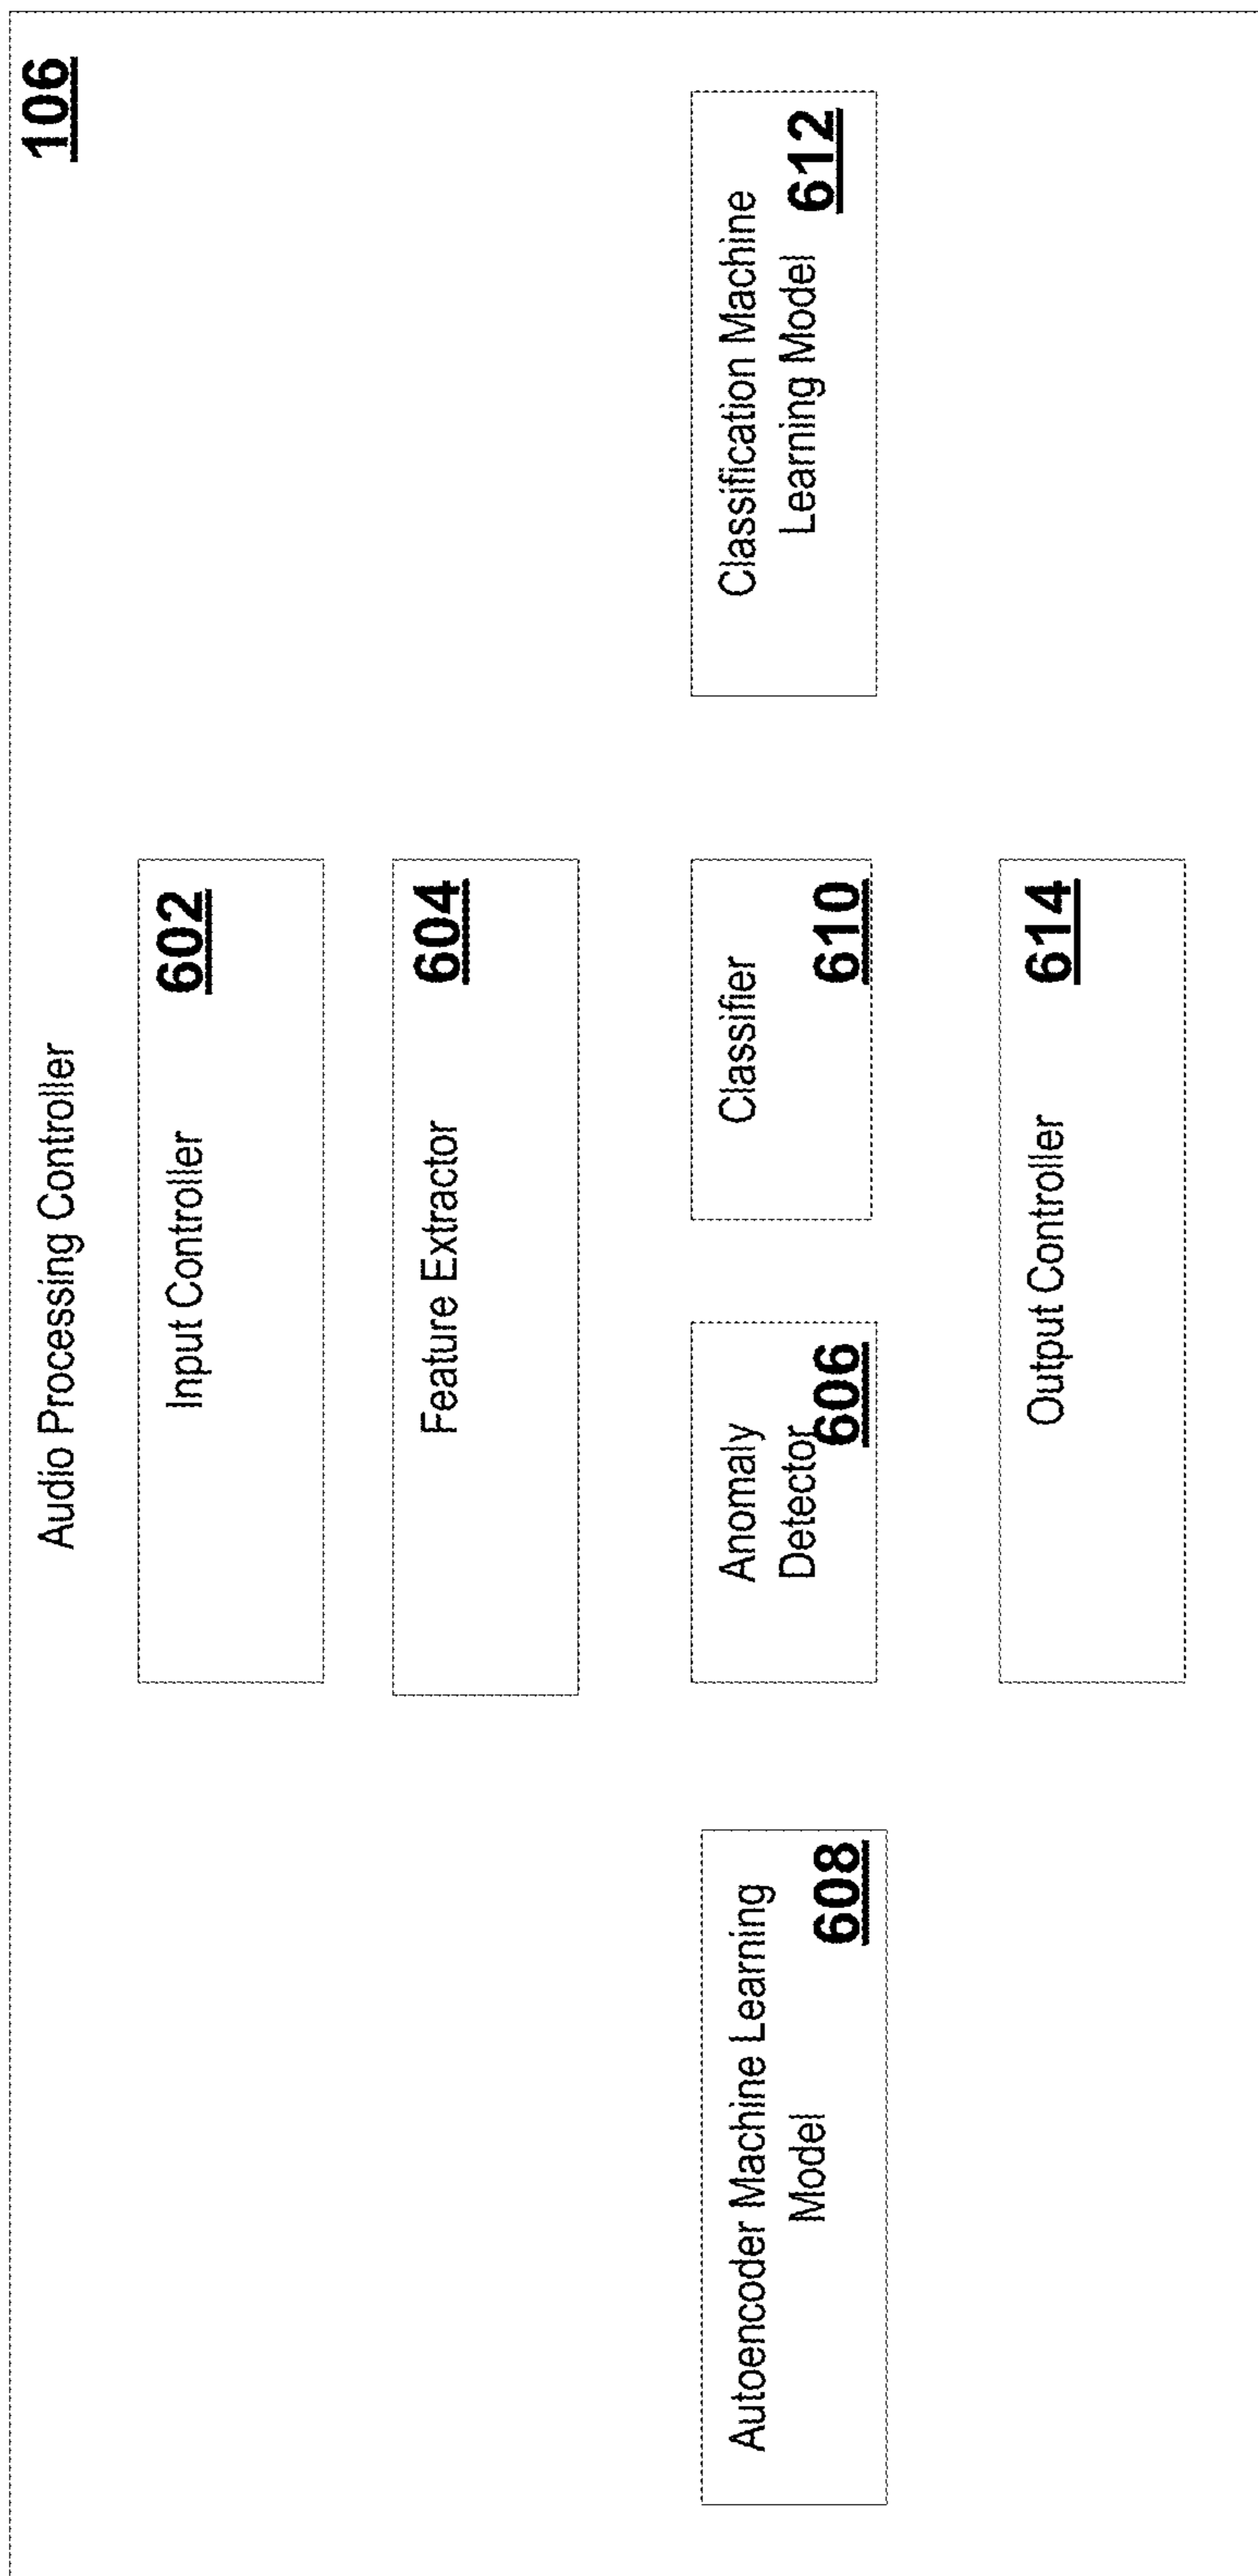 Audio Processing Controller
106
Input Controller
602
Feature Extractor
604
Autoencoder Machine Learning
Model
608
Anomaly
Detector
606
Classifier
610
Classification Machine
Learning Model
612
Output Controller
614